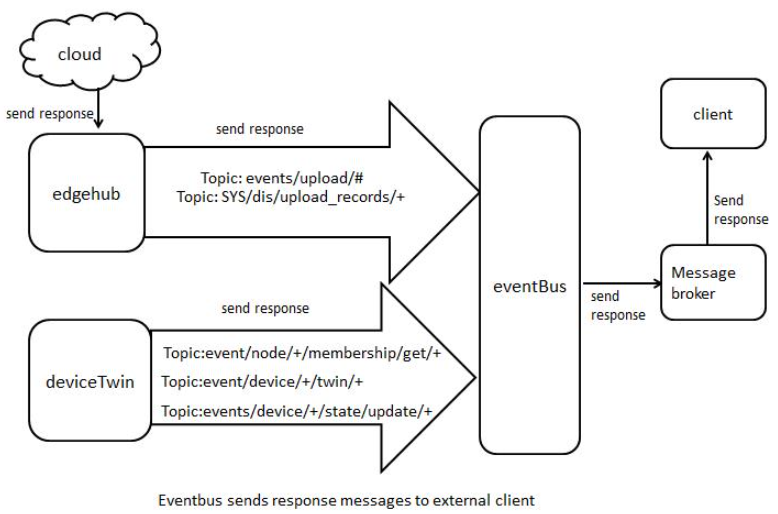 cloud
send response
edgehub
send response
Topic: events/upload/#
Topic: SYS/dis/upload_records/+
eventBus
client
Send
response
Message
broker
send
response
send response
deviceTwin
Topic:event/node/+/membership/get/+
Topic:event/device/+/twin/+
Topic:events/device/+/state/update/+
Eventbus sends response messages to external client